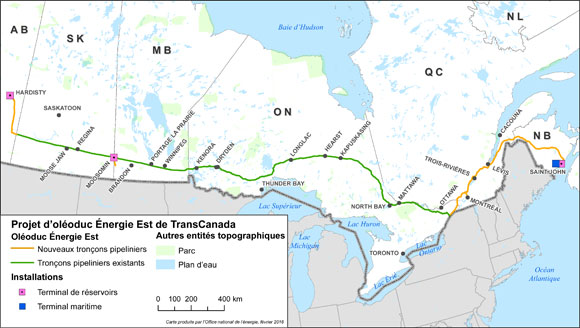 AB
SK
MB
ON
QC
NL
NB
Baie d'Hudson
HARDISTY
SASKATOON
MOOSE JAW
REGINA
MOOSOMIN
BRANDON
PORTAGE-LA-PRAIRIE
WINNIPEG
KENORA
DRYDEN
THUNDER BAY
LONGLAC
HEARST
KAPUSKASING
NORTH BAY
MATTAWA
OTTAWA
MONTRÉAL
TROIS-RIVIÈRES
LÉVIS
CACOUNA
SAINT JOHN
TORONTO
Lac Supérieur
Lac Michigan
Lac Huron
Lac Ontario
Lac Érié
Océan
Atlantique
Projet d'oléoduc Énergie Est de TransCanada
Oléoduc Énergie Est
Nouveaux tronçons pipeliniers
Tronçons pipeliniers existants
Installations
Terminal de réservoirs
Terminal maritime
Autres entités topographiques
Parc
Plan d'eau
0 100 200 400 km
Carte produite par l'Office national de l'énergie, février 2016